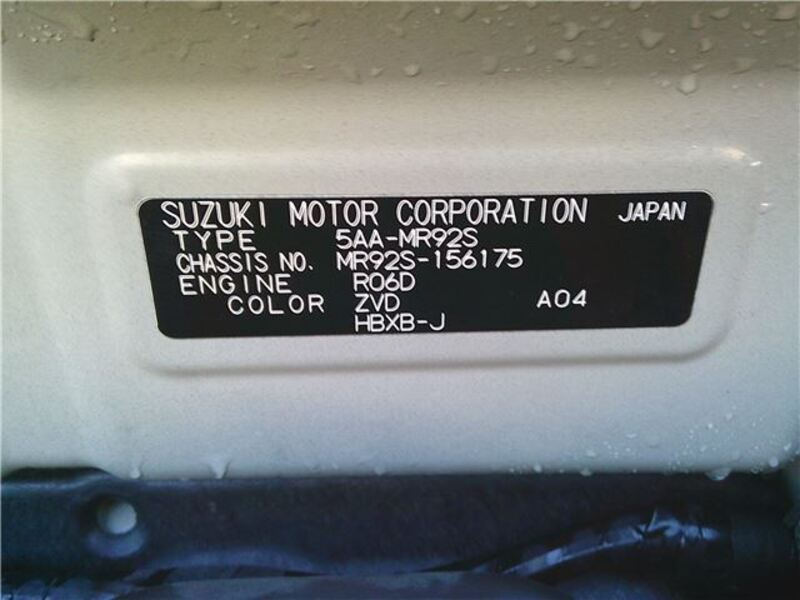 SUZUKI MOTOR CORPORATION JAPAN
TYPE 5AA-MR92S
CHASSIS NO. MR92S-156175
ENGINE R06D
COLOR ZVD A04
HBXB-J